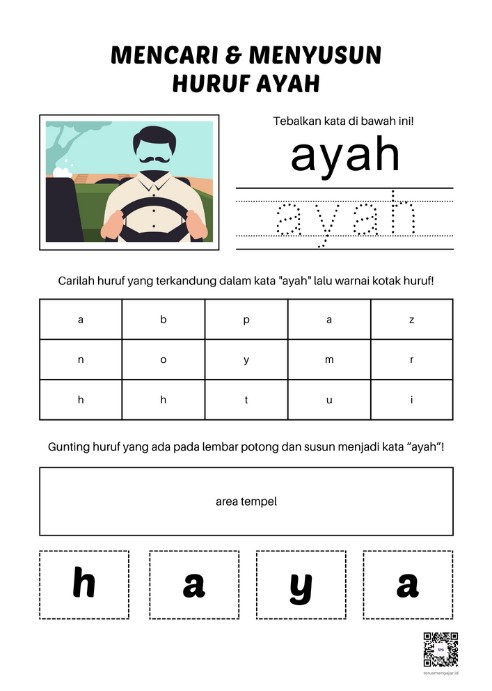 MENCARI & MENYUSUN
HURUF AYAH
Tebalkan kata di bawah ini!
ayah
ayah
Carilah huruf yang terkandung dalam kata "ayah" lalu warnai kotak huruf!
a b p a z
n o y m r
h h t u i
Gunting huruf yang ada pada lembar potong dan susun menjadi kata “ayah”!
area tempel
h a y a